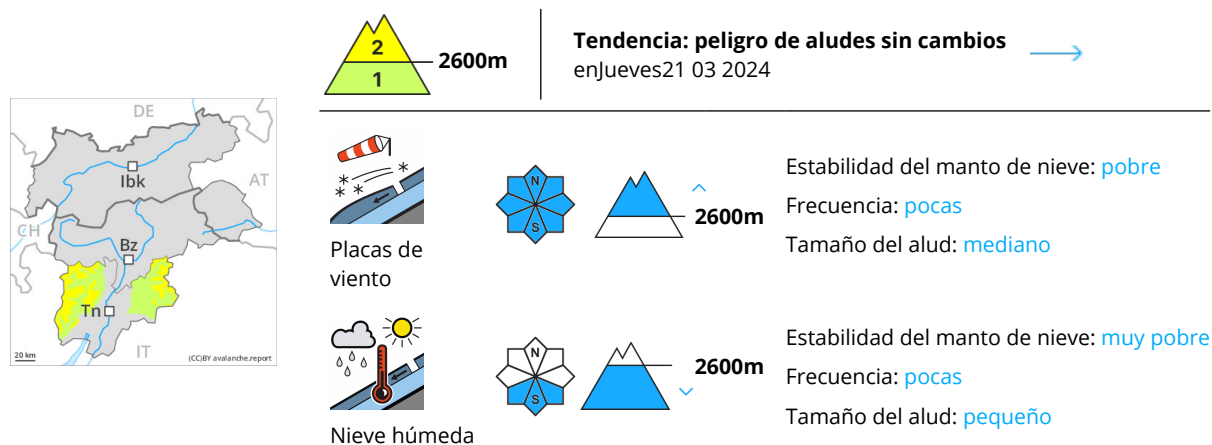 2
1
2600m
Tendencia: peligro de aludes sin cambios
enJueves21 03 2024
DE
Ibk
AT
CH
Bz
Tn
IT
20 km
(CC)BY avalanche.report
N
S
2600m
Placas de
viento
Estabilidad del manto de nieve: pobre
Frecuencia: pocas
Tamaño del alud: mediano
N
S
2600m
Nieve húmeda
Estabilidad del manto de nieve: muy pobre
Frecuencia: pocas
Tamaño del alud: pequeño